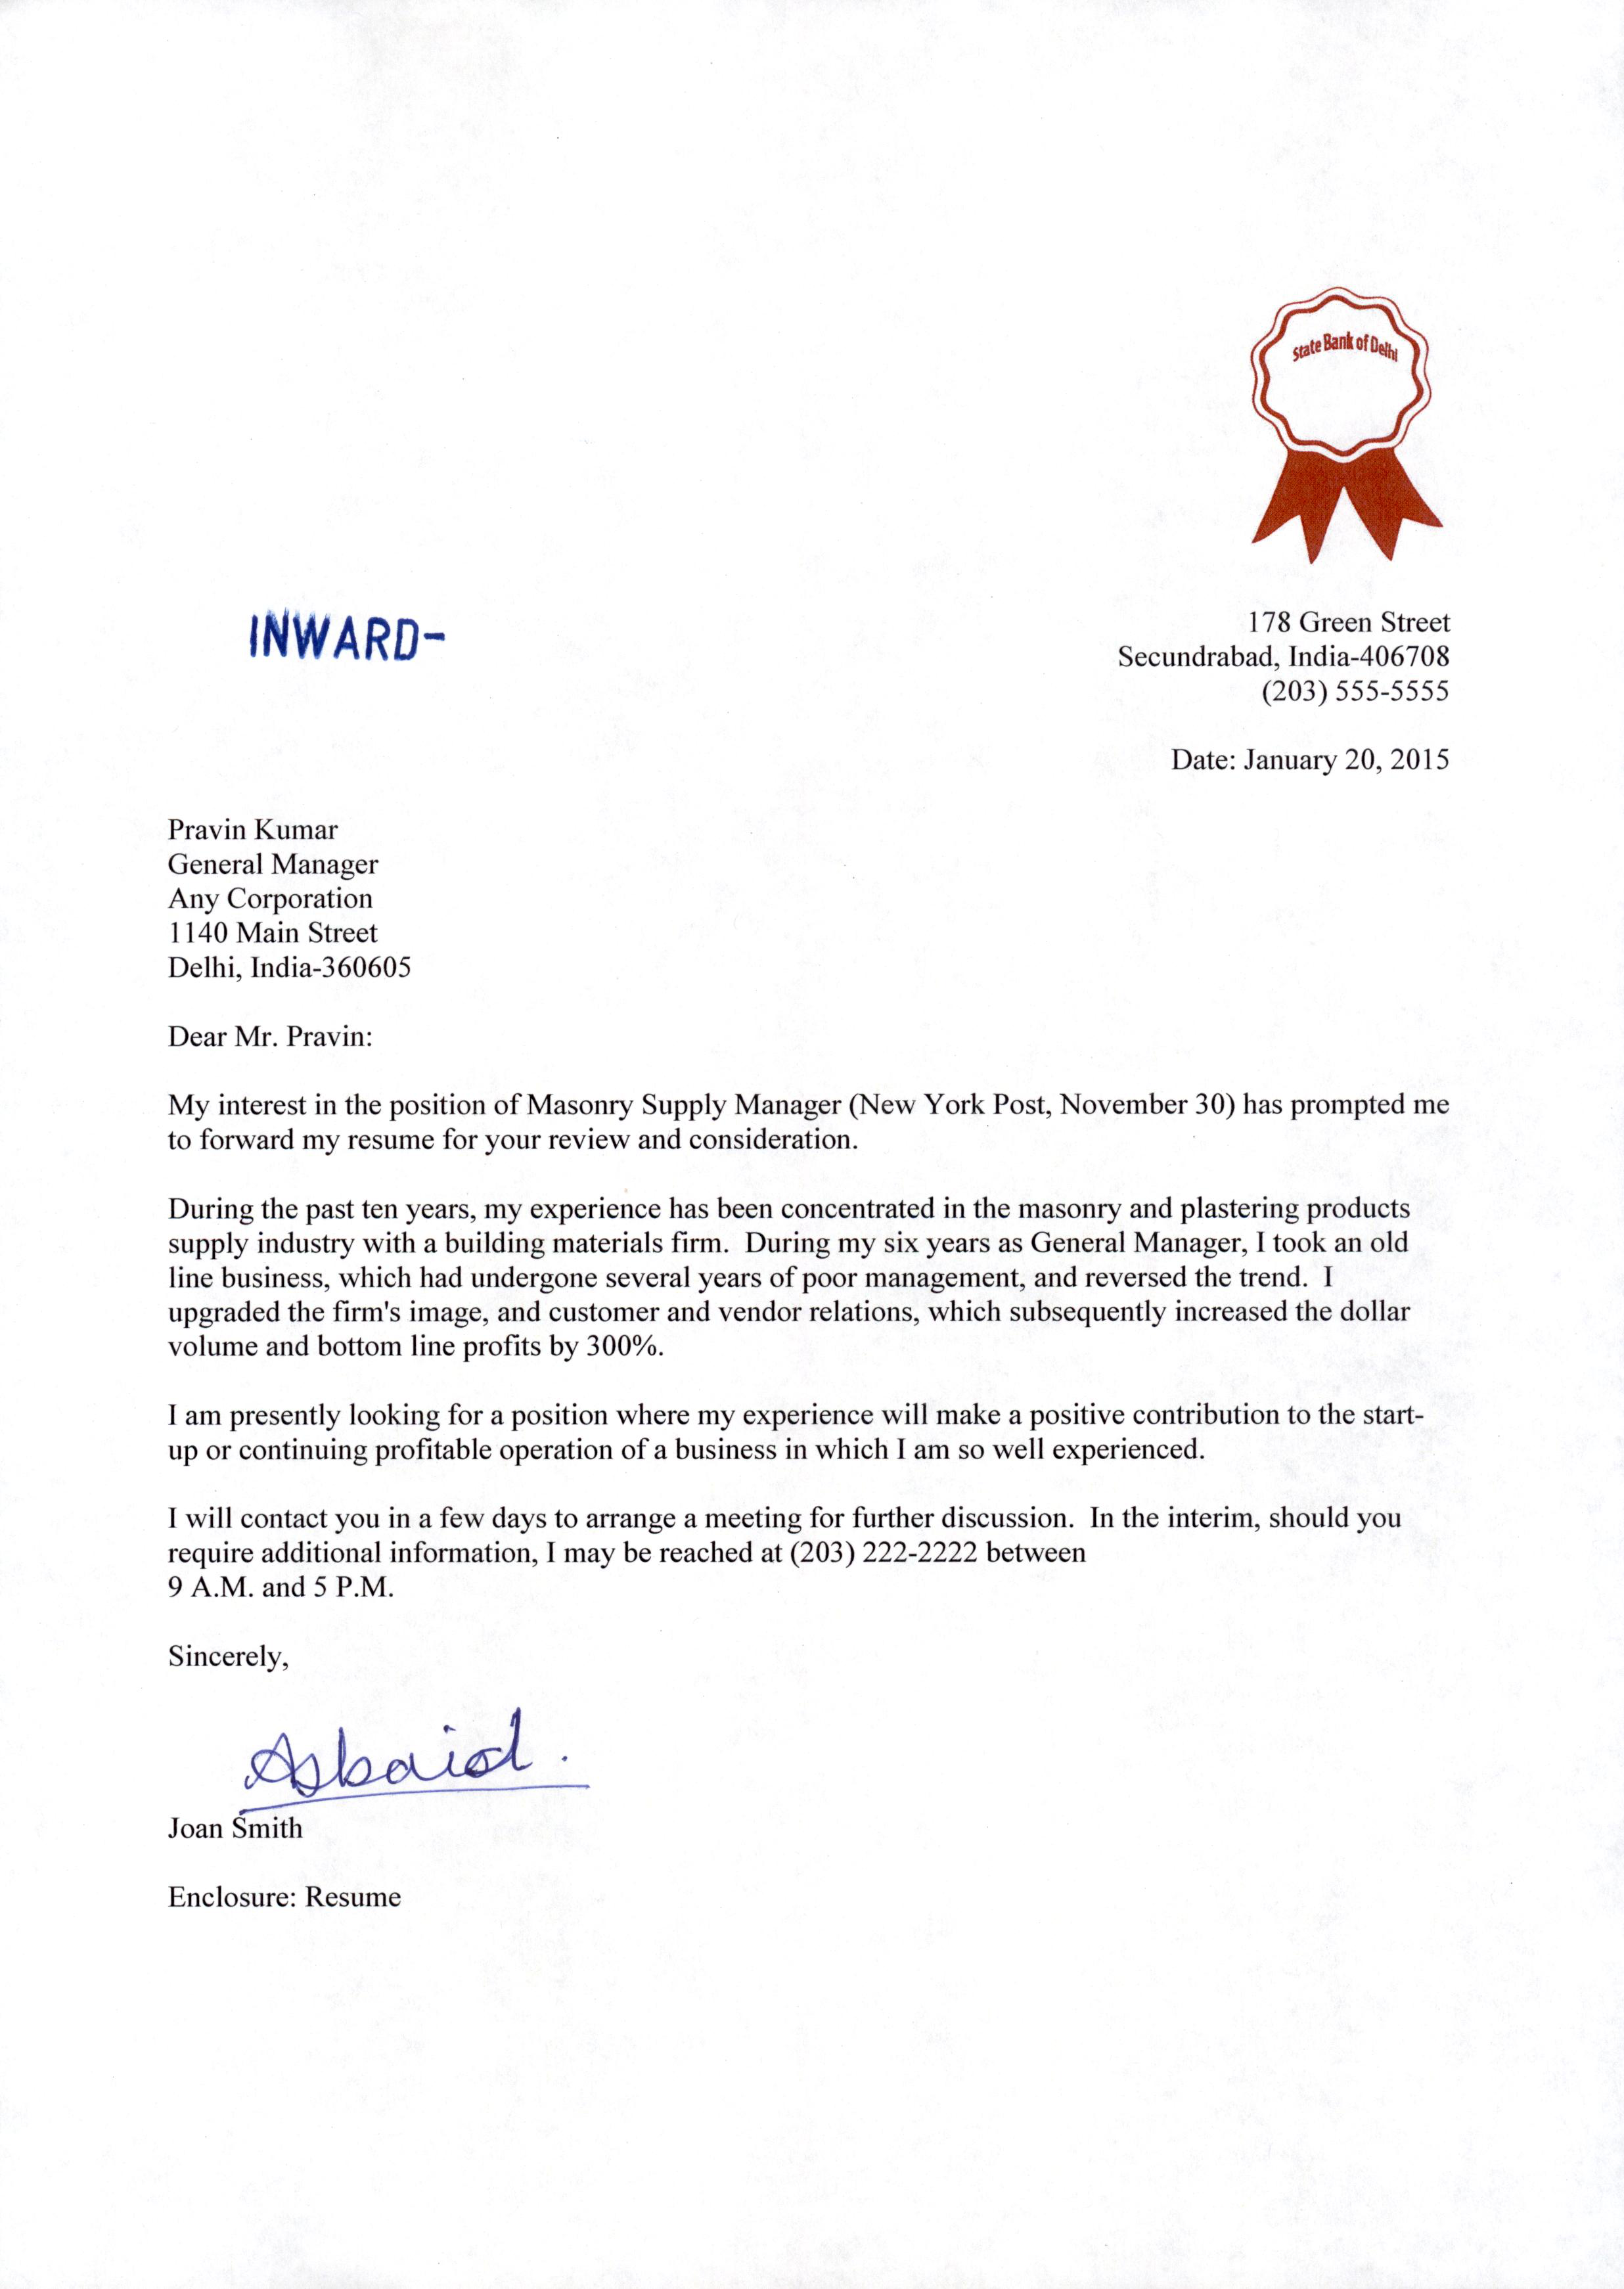 State Bank of Delhi
INWARD-
178 Green Street
Secundrabad, India-406708
(203) 555-5555
Date: January 20, 2015
Pravin Kumar
General Manager
Any Corporation
1140 Main Street
Delhi, India-360605
Dear Mr. Pravin:
My interest in the position of Masonry Supply Manager (New York Post, November 30) has prompted me
to forward my resume for your review and consideration.
During the past ten years, my experience has been concentrated in the masonry and plastering products
supply industry with a building materials firm.  During my six years as General Manager, I took an old
line business, which had undergone several years of poor management, and reversed the trend.  I
upgraded the firm's image, and customer and vendor relations, which subsequently increased the dollar
volume and bottom line profits by 300%.
I am presently looking for a position where my experience will make a positive contribution to the start-
up or continuing profitable operation of a business in which I am so well experienced.
I will contact you in a few days to arrange a meeting for further discussion.  In the interim, should you
require additional information, I may be reached at (203) 222-2222 between
9 A.M. and 5 P.M.
Sincerely,
Joan Smith
Enclosure: Resume